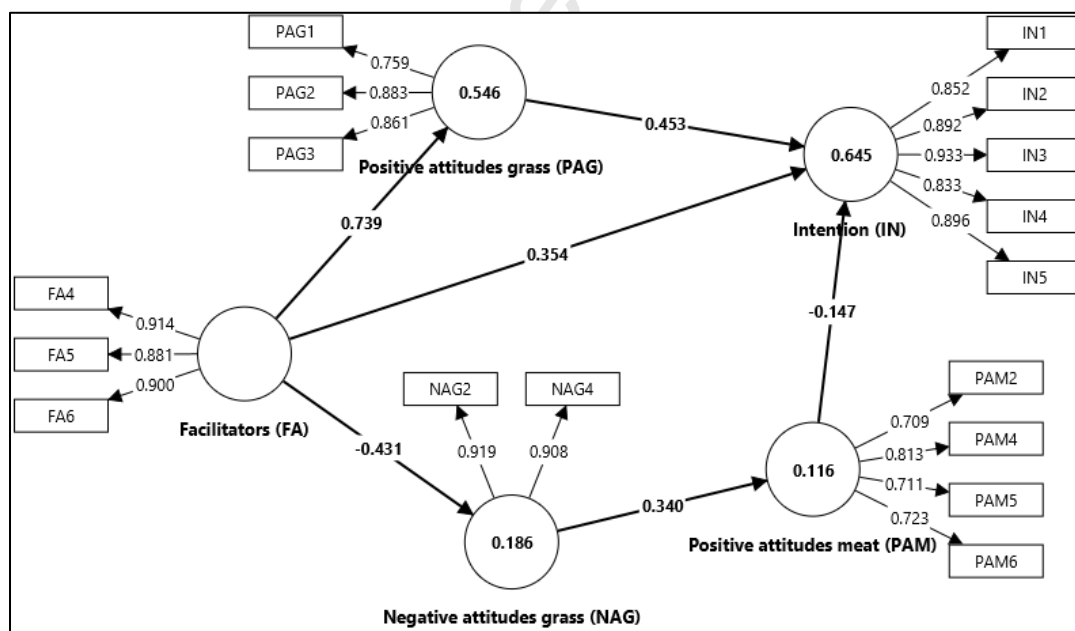 PAG1
PAG2
PAG3
0.759
0.883
0.861
0.546
Positive attitudes grass (PAG)
0.453
0.739
0.354
IN1
IN2
IN3
IN4
IN5
0.852
0.892
0.933
0.833
0.896
0.645
Intention (IN)
-0.147
FA4
FA5
FA6
0.914
0.881
0.900
Facilitators (FA)
-0.431
NAG2
NAG4
0.919
0.908
0.186
Negative attitudes grass (NAG)
0.340
0.116
Positive attitudes meat (PAM)
PAM2
PAM4
PAM5
PAM6
0.709
0.813
0.711
0.723